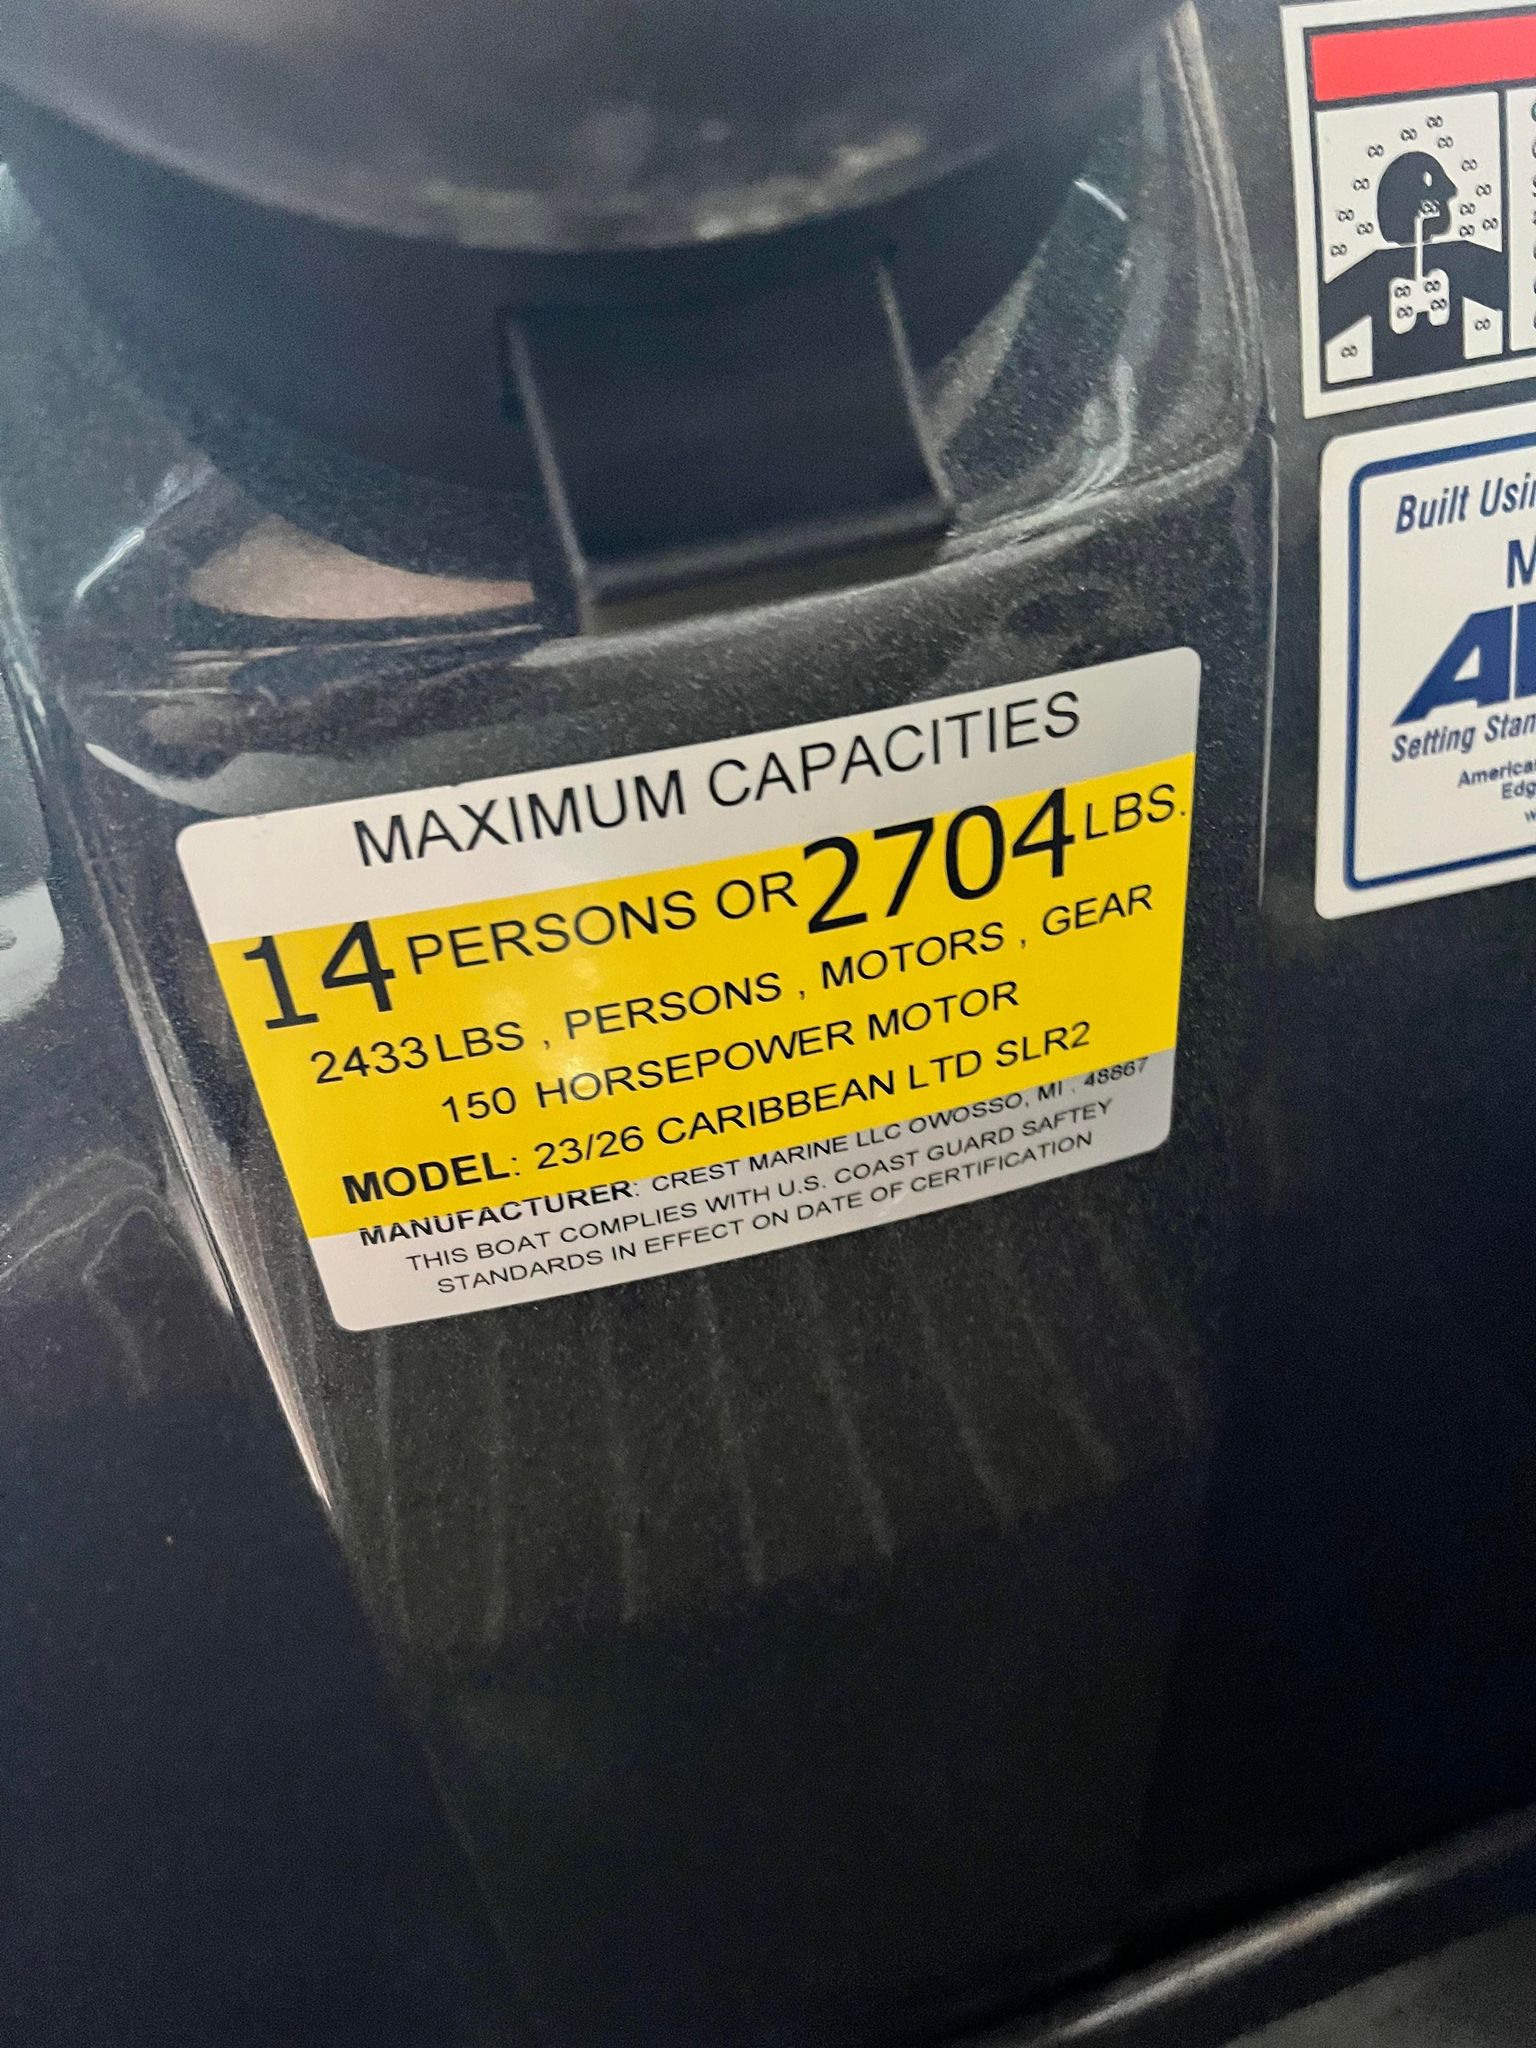 MAXIMUM CAPACITIES
14 PERSONS OR 2704 LBS.
2433 LBS , PERSONS , MOTORS , GEAR
150 HORSEPOWER MOTOR
MODEL: 23/26 CARIBBEAN LTD SLR2
MANUFACTURER: CREST MARINE LLC OWOSSO, MI . 48867
THIS BOAT COMPLIES WITH U.S. COAST GUARD SAFTEY
STANDARDS IN EFFECT ON DATE OF CERTIFICATION
Built
Setting